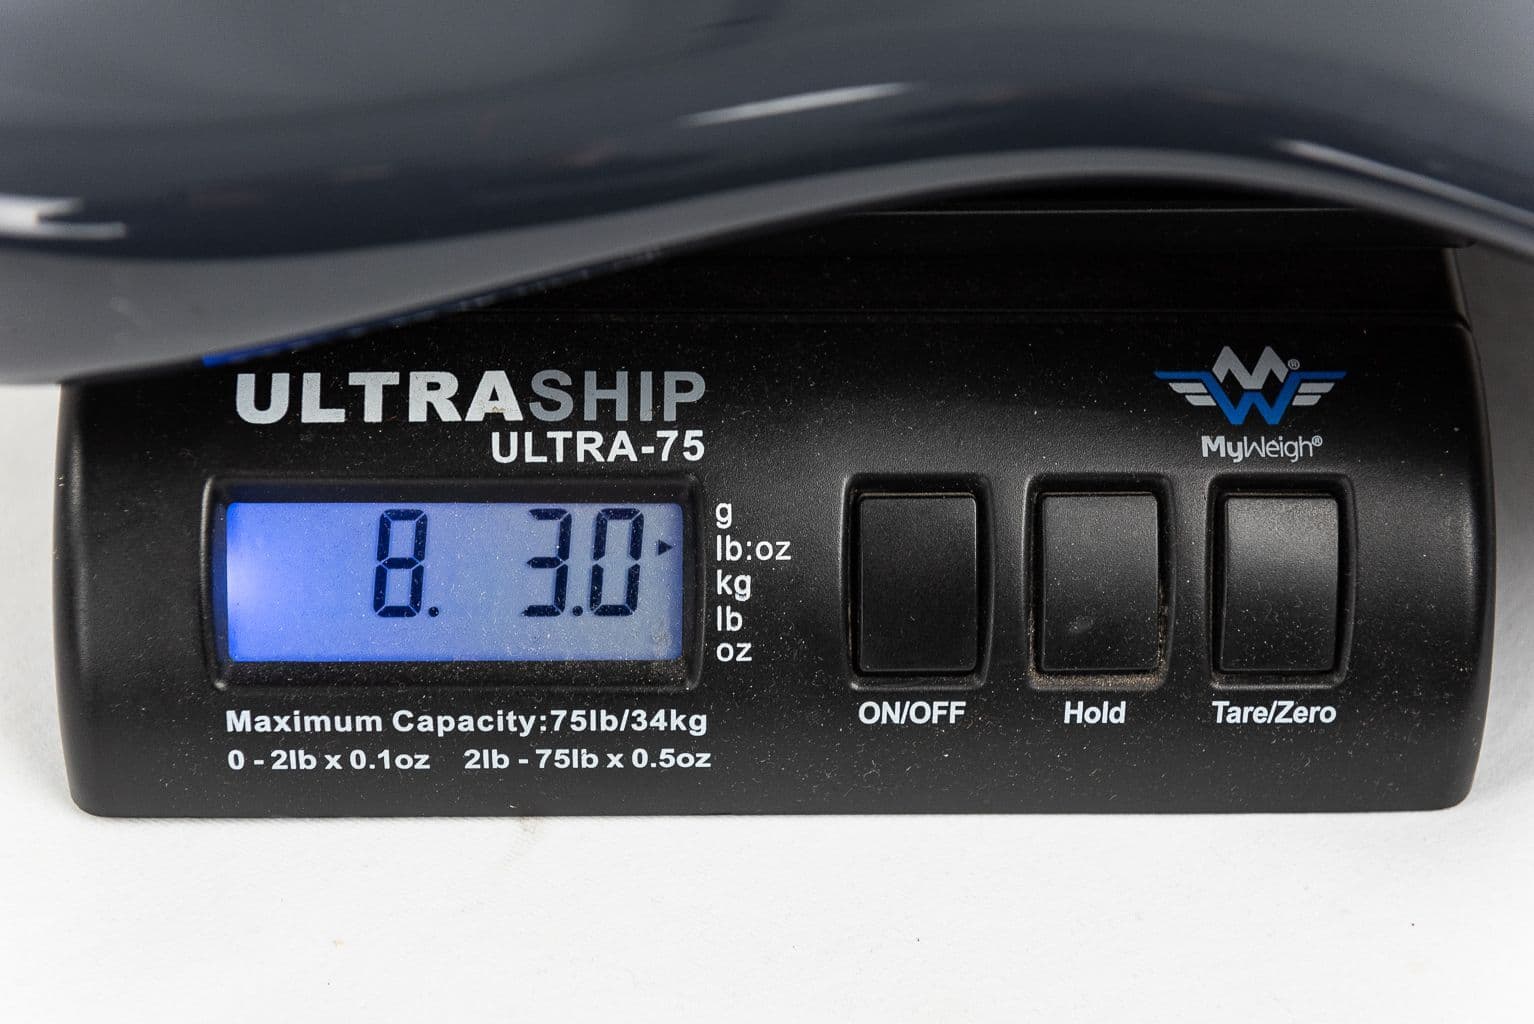 ULTRASHIP
ULTRA-75
MW®
MyWeigh®
8. 3.0
g
lb:oz
kg
lb
oz
ON/OFF
Hold
Tare/Zero
Maximum Capacity:75lb/34kg
0 - 2lb x 0.1oz 2lb - 75lb x 0.5oz